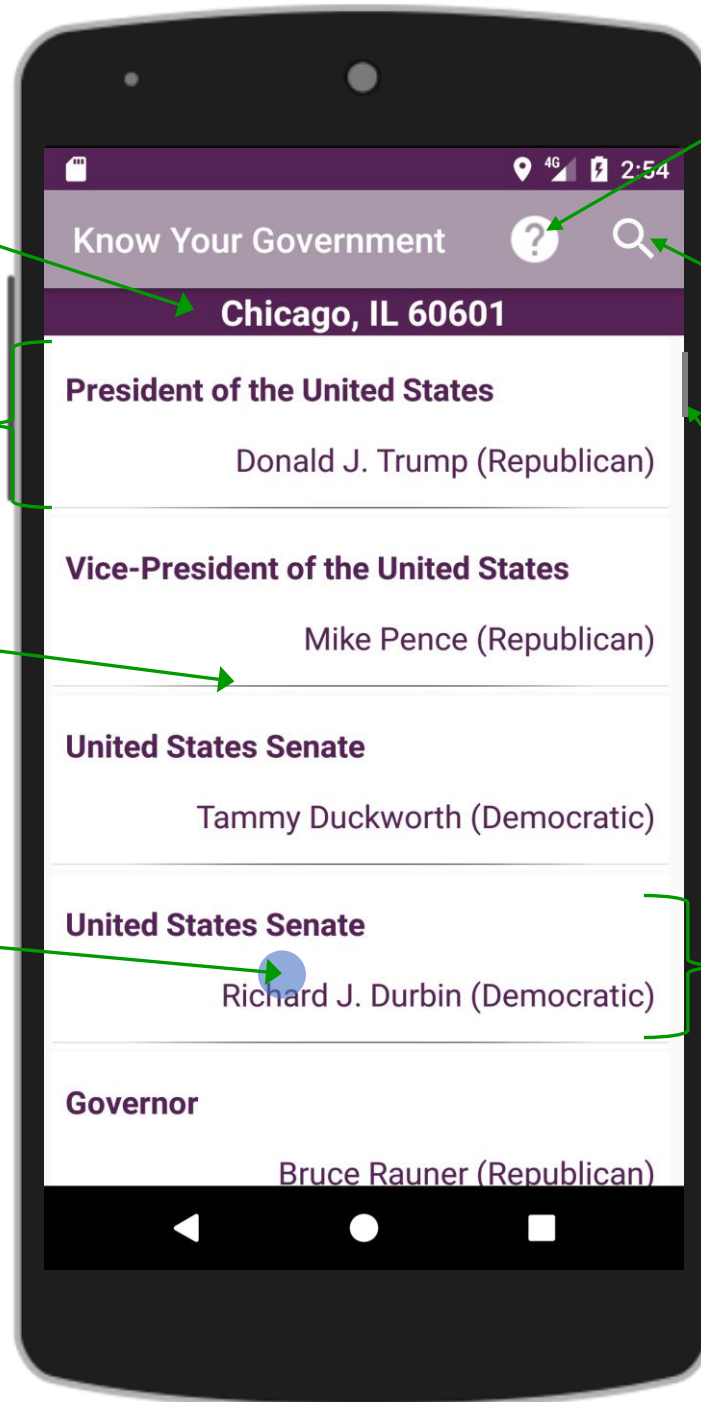 4G 2:54
Know Your Government ?
Chicago, IL 60601
President of the United States
Donald J. Trump (Republican)
Vice-President of the United States
Mike Pence (Republican)
United States Senate
Tammy Duckworth (Democratic)
United States Senate
Richard J. Durbin (Democratic)
Governor
Bruce Rauner (Republican)